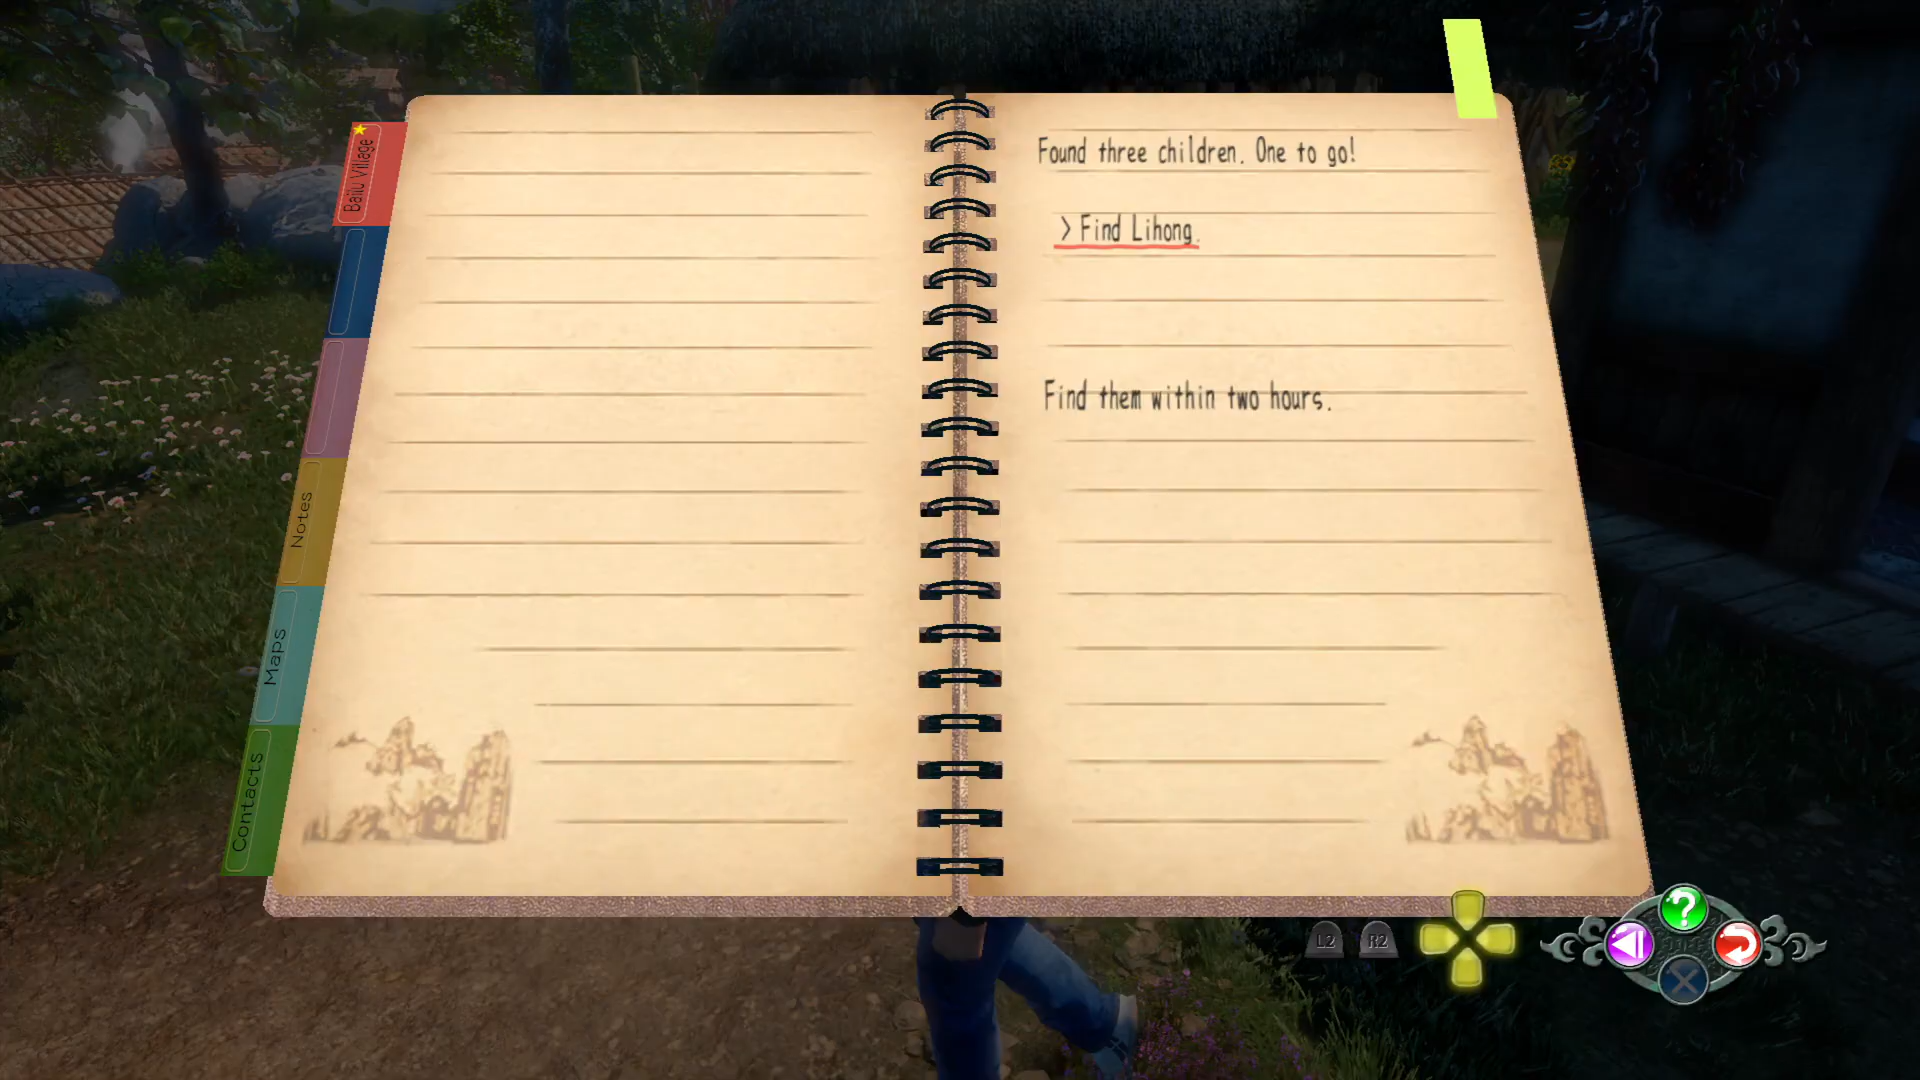 Bailu Village
Notes
Maps
Contacts
Found three children. One to go!
> Find Lihong.
Find them within two hours.
L2
R2